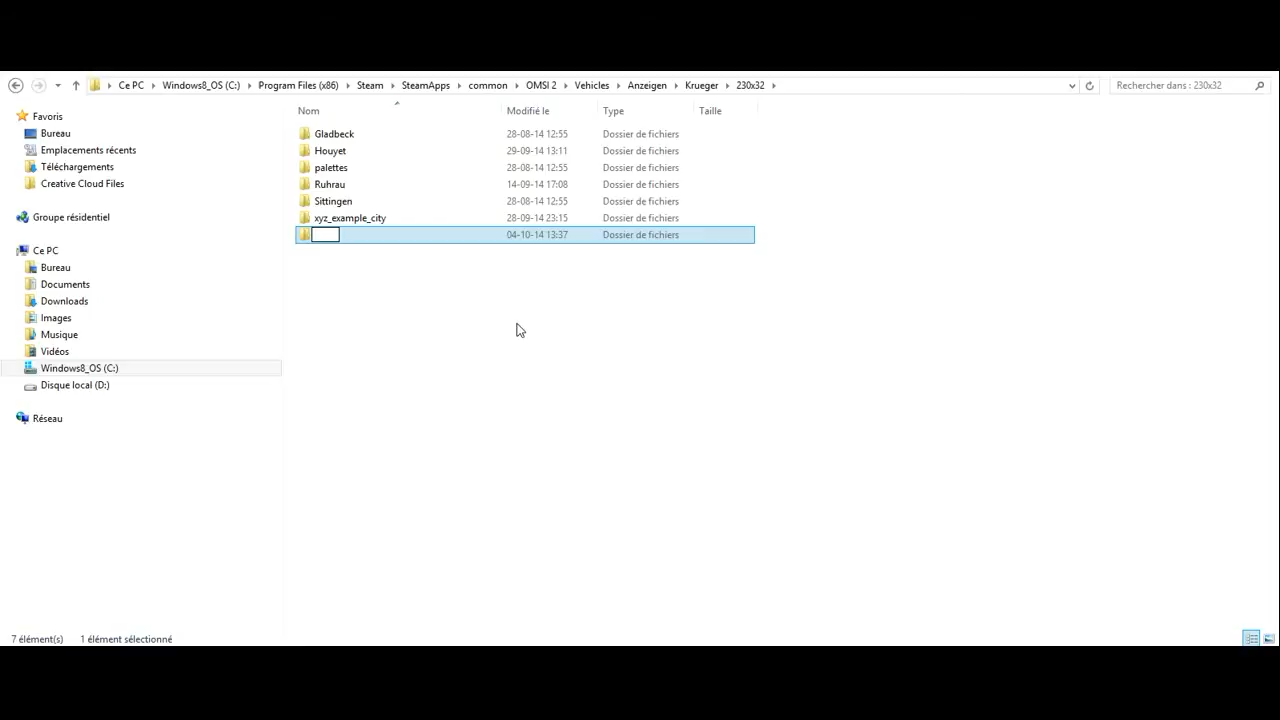 Ce PC Windows8_OS (C:) Program Files (x86) Steam SteamApps common OMSI 2 Vehicles Anzeigen Krueger 230x32 Rechercher dans : 230x32
Nom Modifié le Type Taille
Favoris
Bureau
Emplacements récents
Téléchargements
Creative Cloud Files
Groupe résidentiel
Ce PC
Bureau
Documents
Downloads
Images
Musique
Vidéos
Windows8_OS (C:)
Disque local (D:)
Réseau
Gladbeck 28-08-14 12:55 Dossier de fichiers
Houyet 29-09-14 13:11 Dossier de fichiers
palettes 28-08-14 12:55 Dossier de fichiers
Ruhrau 14-09-14 17:08 Dossier de fichiers
Sittingen 28-08-14 12:55 Dossier de fichiers
xyz_example_city 28-09-14 23:15 Dossier de fichiers
04-10-14 13:37 Dossier de fichiers
7 élément(s) 1 élément sélectionné